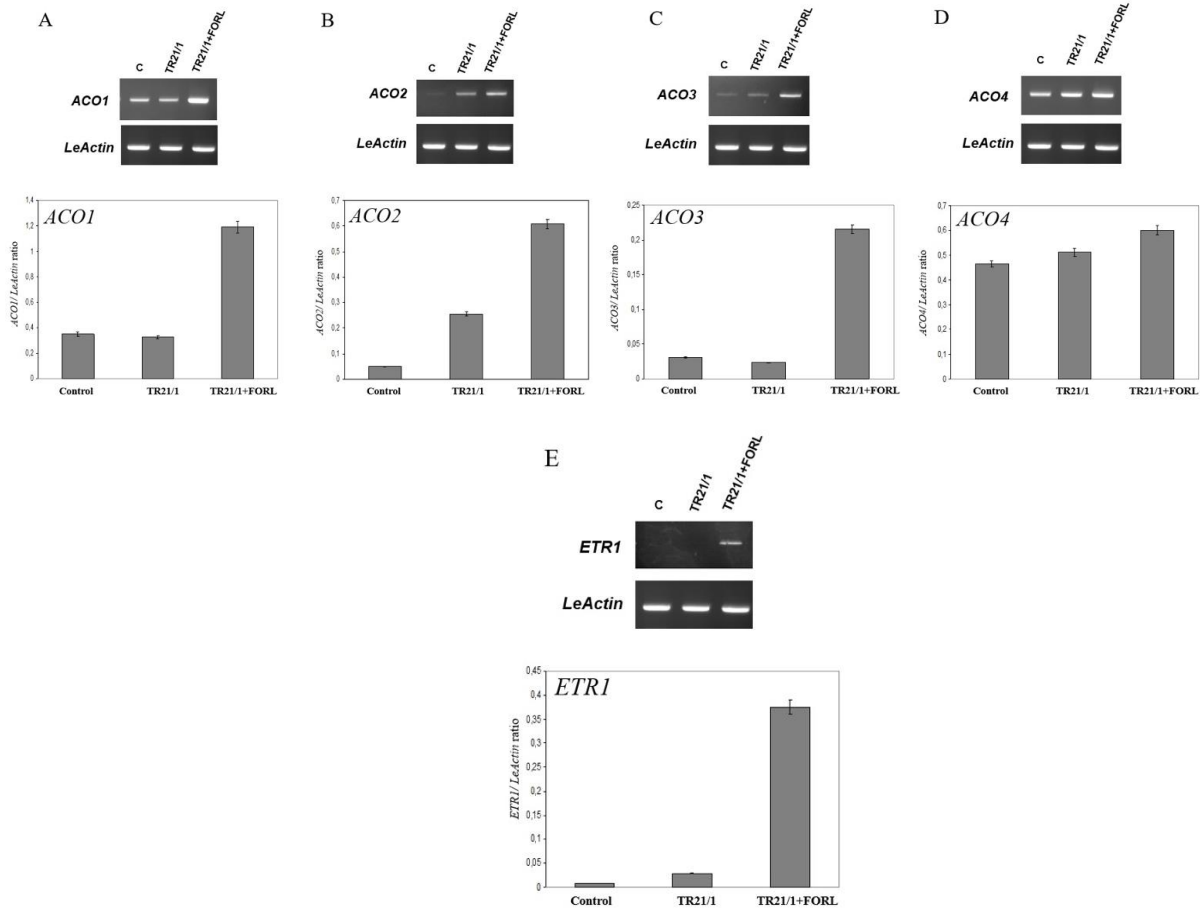 A
C TR21/1 TR21/1+FORL
ACO1
LeActin
ACO1
ACO1/ LeActin ratio
1,4
1,2
1
0,8
0,6
0,4
0,2
0
Control TR21/1 TR21/1+FORL
B
C TR21/1 TR21/1+FORL
ACO2
LeActin
ACO2
ACO2/ LeActin ratio
0,7
0,6
0,5
0,4
0,3
0,2
0,1
0
Control TR21/1 TR21/1+FORL
C
C TR21/1 TR21/1+FORL
ACO3
LeActin
ACO3
ACO3/ LeActin ratio
0,25
0,2
0,15
0,1
0,05
0
Control TR21/1 TR21/1+FORL
D
C TR21/1 TR21/1+FORL
ACO4
LeActin
ACO4
ACO4/ LeActin ratio
0,7
0,6
0,5
0,4
0,3
0,2
0,1
0
Control TR21/1 TR21/1+FORL
E
C TR21/1 TR21/1+FORL
ETR1
LeActin
ETR1
ETR1/ LeActin ratio
0,45
0,4
0,35
0,3
0,25
0,2
0,15
0,1
0,05
0
Control TR21/1 TR21/1+FORL